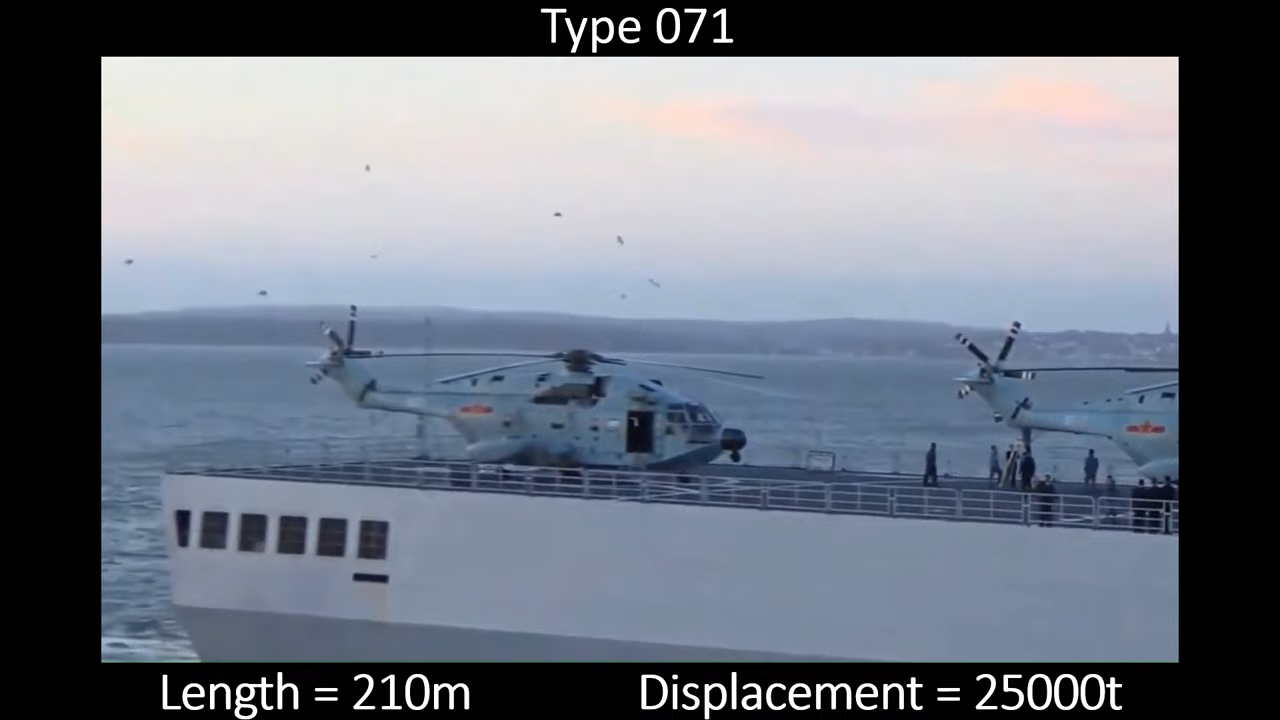 Type 071
Length = 210m
Displacement = 25000t